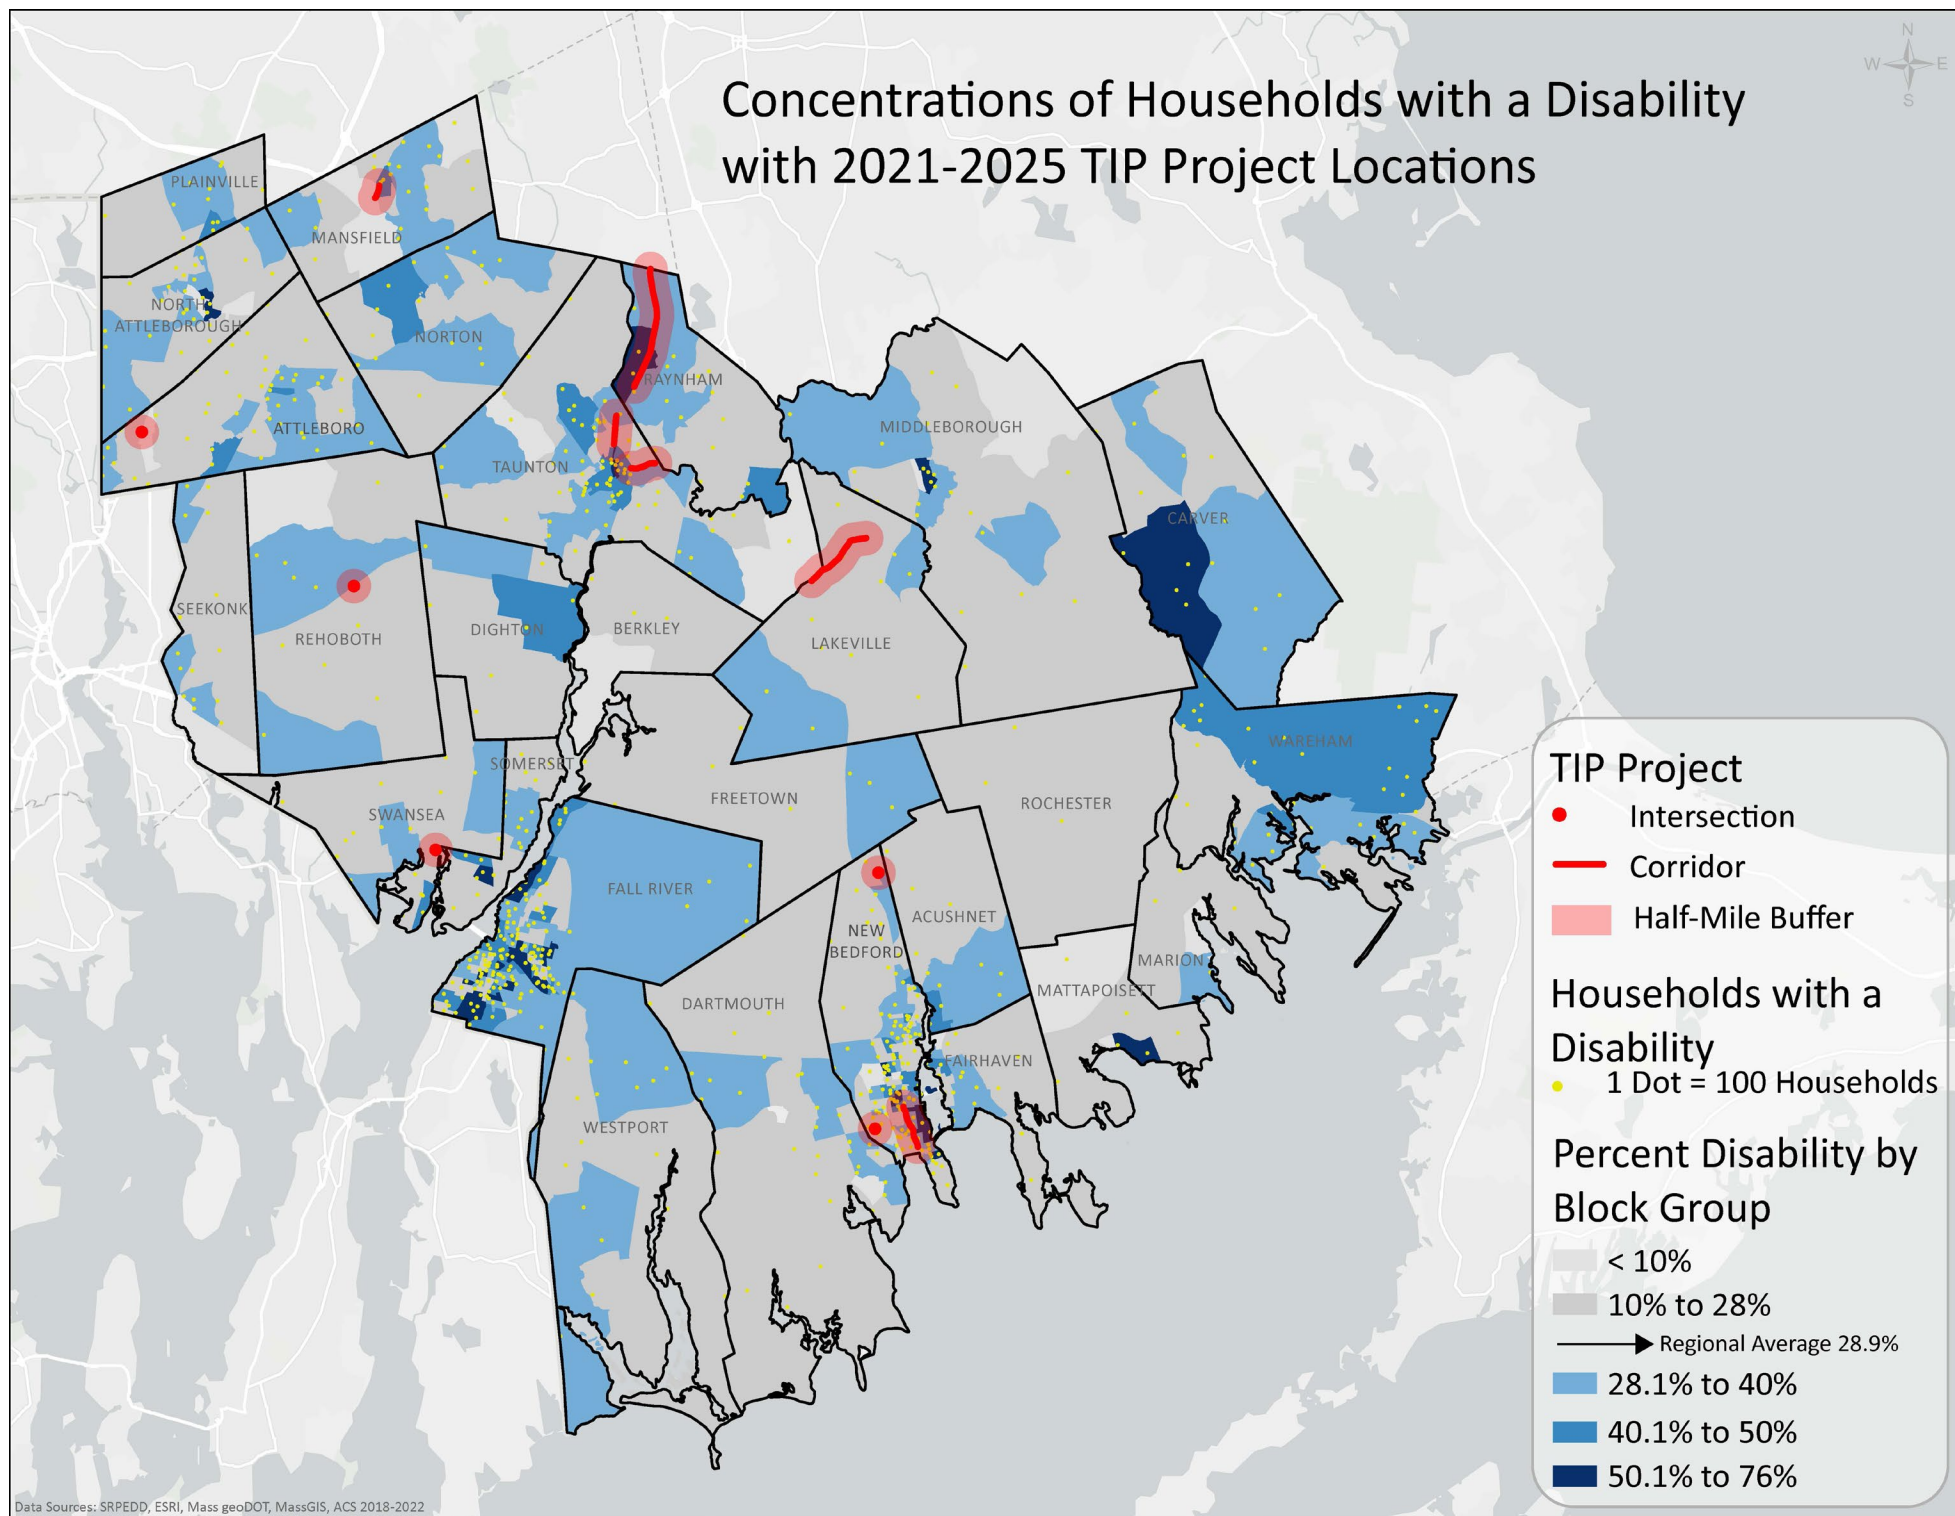 N
W E
S
Concentrations of Households with a Disability
with 2021-2025 TIP Project Locations
PLAINVILLE
MANSFIELD
NORTH
ATTLEBOROUGH
NORTON
RAYNHAM
ATTLEBORO
MIDDLEBOROUGH
TAUNTON
CARVER
SEEKONK
REHOBOTH
DIGHTON
BERKLEY
LAKEVILLE
WAREHAM
SOMERSET
FREETOWN
ROCHESTER
SWANSEA
FALL RIVER
ACUSHNET
NEW
BEDFORD
MARION
MATTAPOISETT
DARTMOUTH
FAIRHAVEN
WESTPORT
TIP Project
Intersection
Corridor
Half-Mile Buffer
Households with a
Disability
1 Dot = 100 Households
Percent Disability by
Block Group
< 10%
10% to 28%
Regional Average 28.9%
28.1% to 40%
40.1% to 50%
50.1% to 76%
Data Sources: SRPEDD, ESRI, Mass geoDOT, MassGIS, ACS 2018-2022